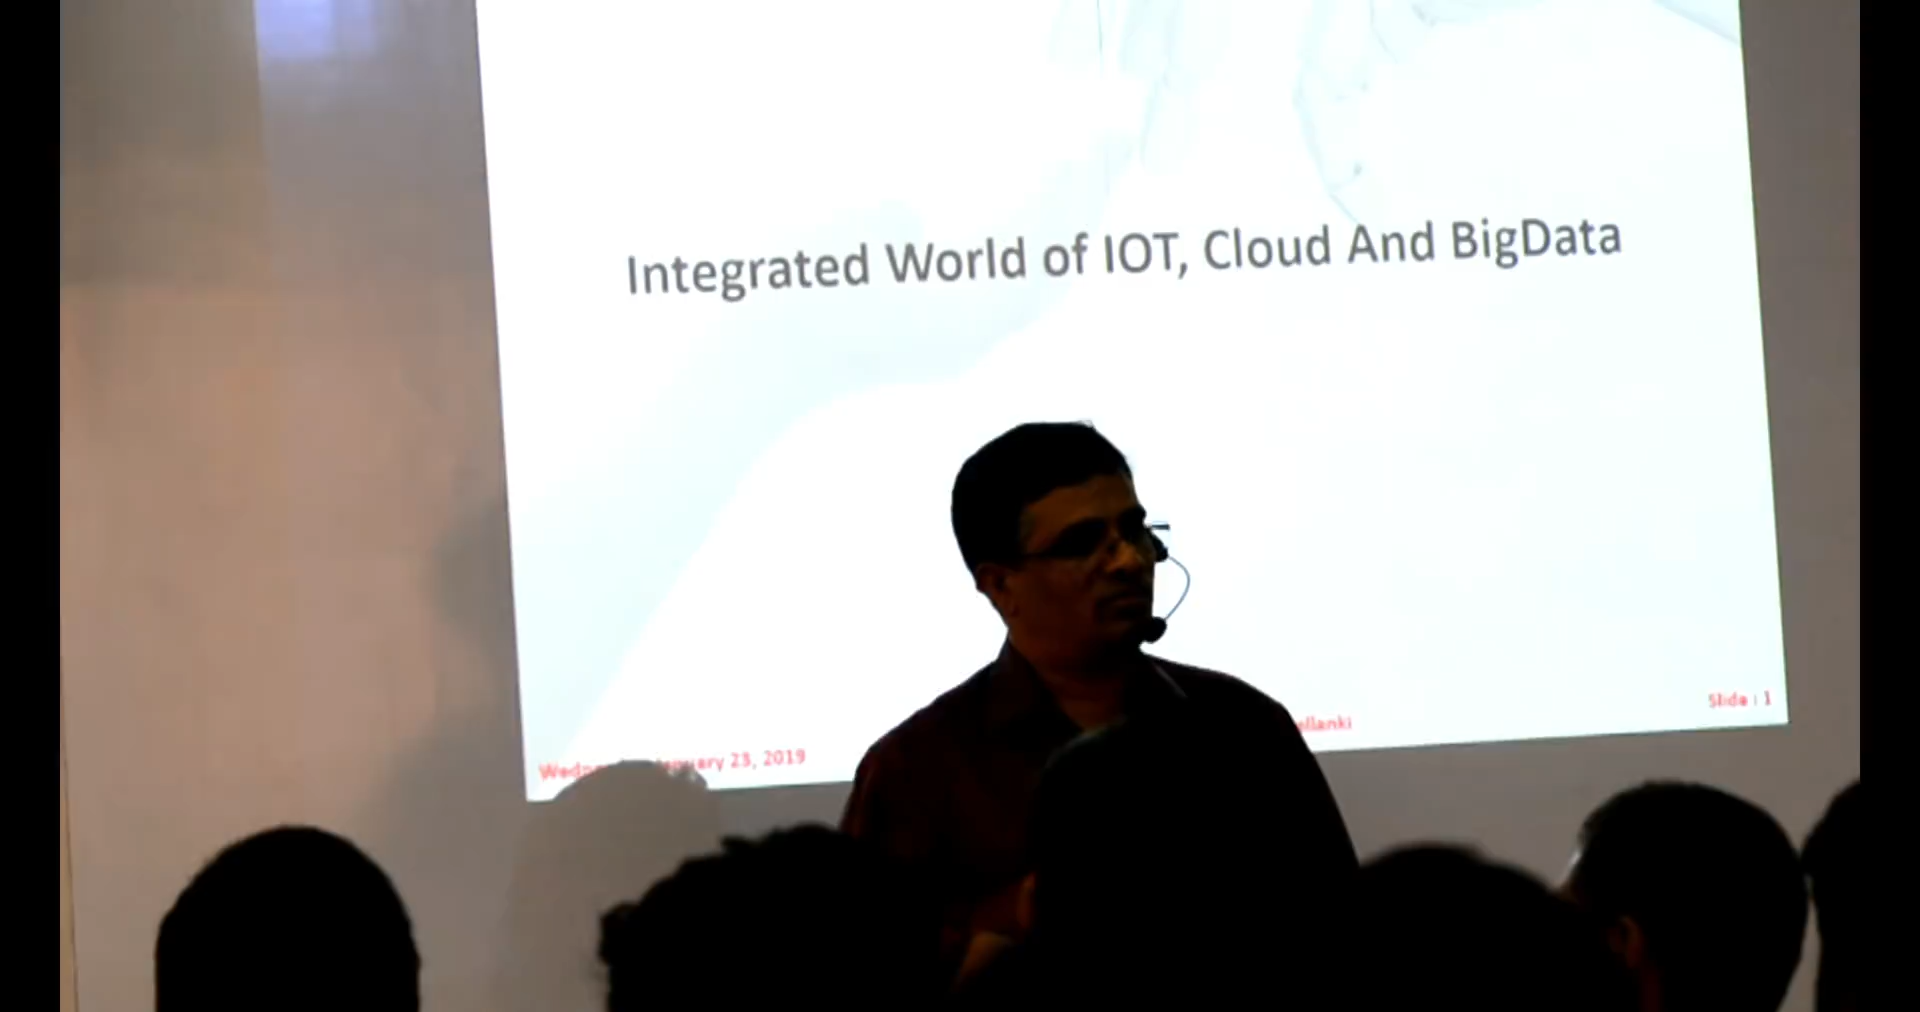 Integrated World of IOT, Cloud And BigData
January 23, 2019
Slide : 1